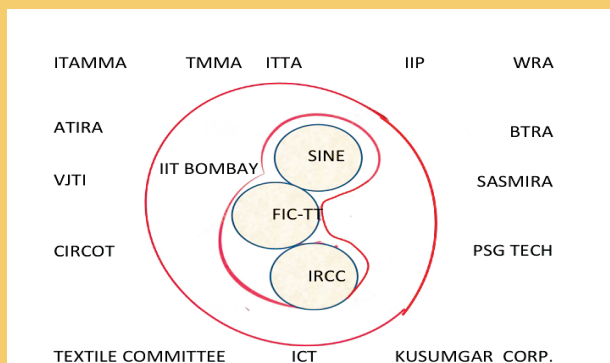 ITAMMA TMMA ITTA IIP WRA
ATIRA BTRA
SINE
IIT BOMBAY
VJTI SASMIRA
FIC-TT
CIRCOT PSG TECH
IRCC
TEXTILE COMMITTEE ICT KUSUMGAR CORP.